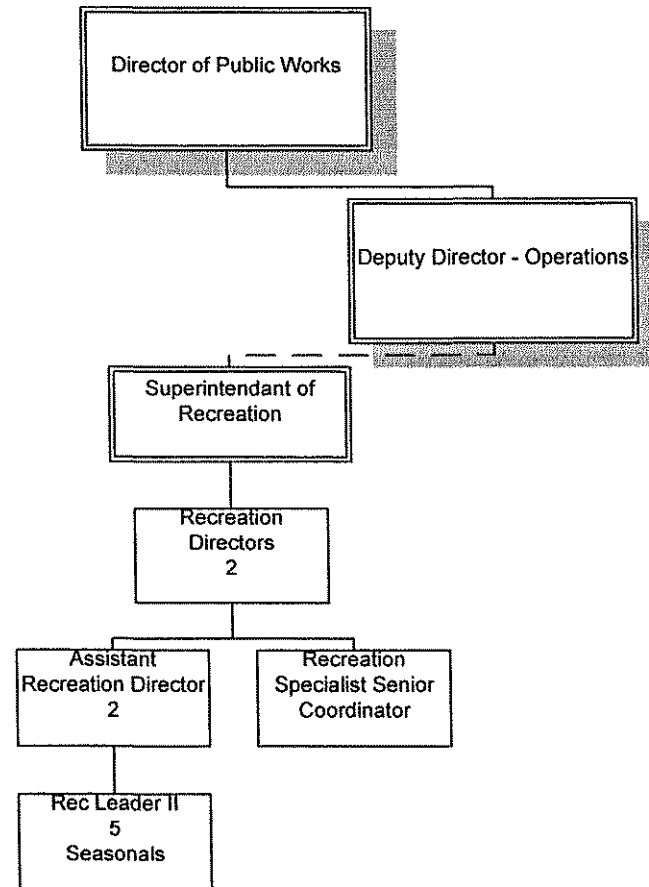 Director of Public Works
Deputy Director - Operations
Superintendant of
Recreation
Recreation
Directors
2
Assistant
Recreation Director
2
Recreation
Specialist Senior
Coordinator
Rec Leader II
5
Seasonals